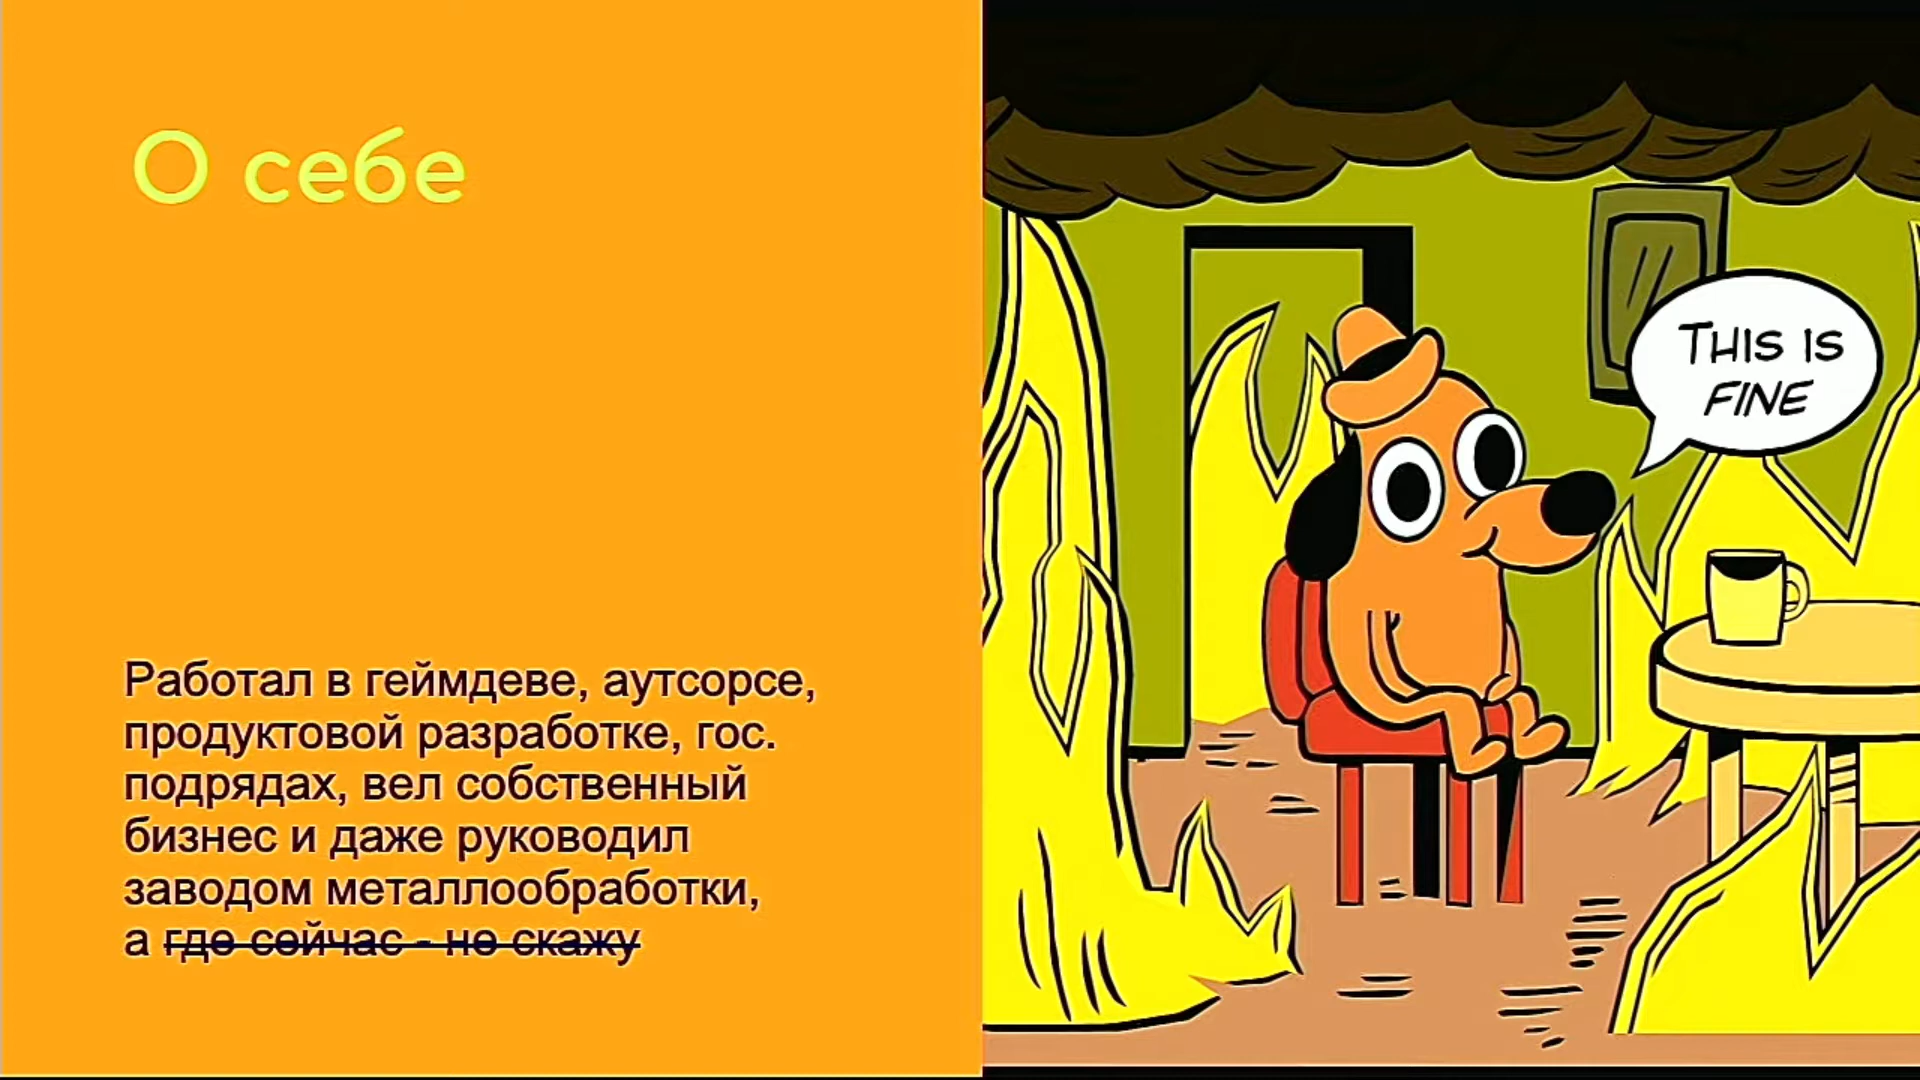 О себе
Работал в геймдеве, аутсорсе,
продуктовой разработке, гос.
подрядах, вел собственный
бизнес и даже руководил
заводом металлообработки,
а где сейчас - не скажу
THIS IS
FINE